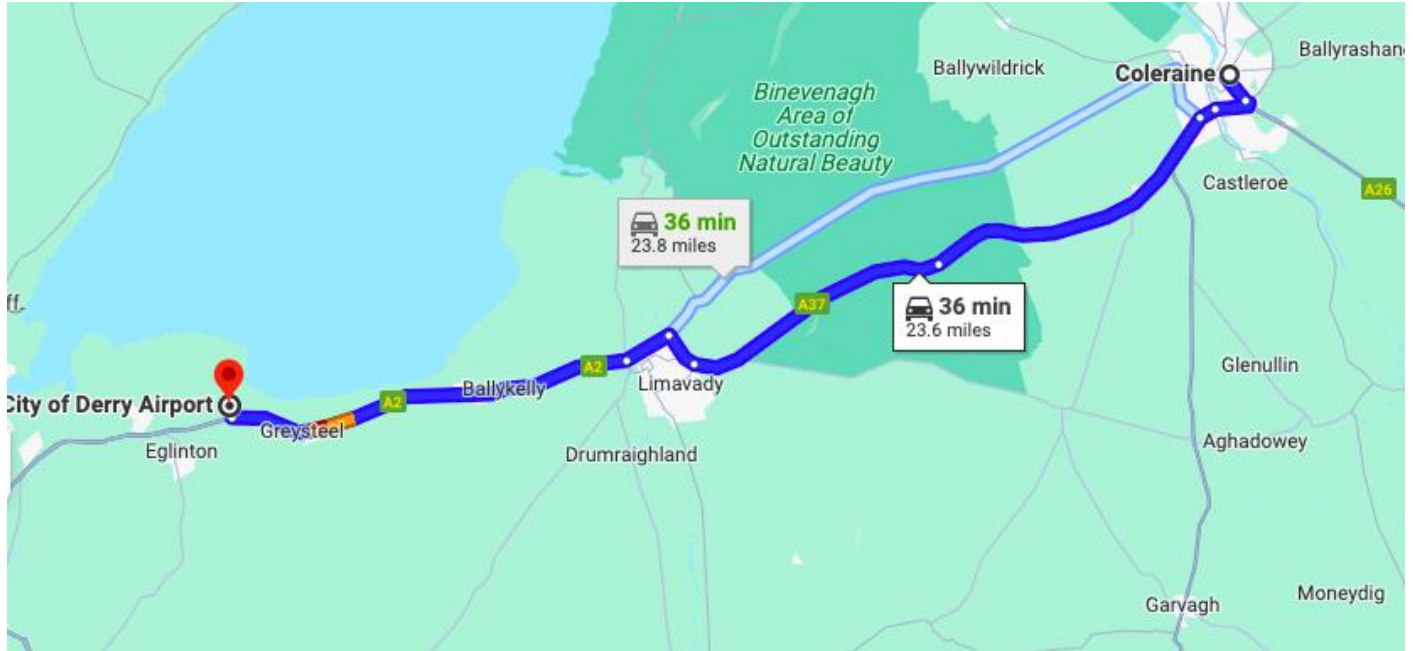 Ballywildrick
Coleraine
Ballyrashan
Binevenagh
Area of
Outstanding
Natural Beauty
Castleroe
A26
36 min
23.8 miles
A37
36 min
23.6 miles
ff.
A2
Ballykelly
Limavady
Glenullin
City of Derry Airport
A2
Greysteel
Eglinton
Drumraighland
Aghadowey
Moneydig
Garvagh